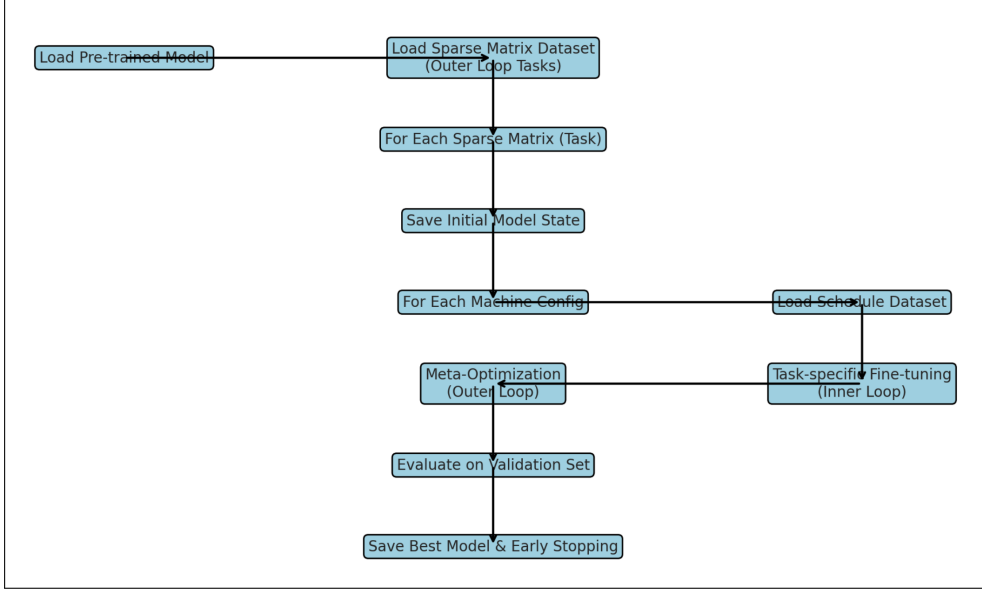 Load Pre-trained Model
Load Sparse Matrix Dataset
(Outer Loop Tasks)
For Each Sparse Matrix (Task)
Save Initial Model State
For Each Machine Config
Load Schedule Dataset
Meta-Optimization
(Outer Loop)
Task-specific Fine-tuning
(Inner Loop)
Evaluate on Validation Set
Save Best Model & Early Stopping